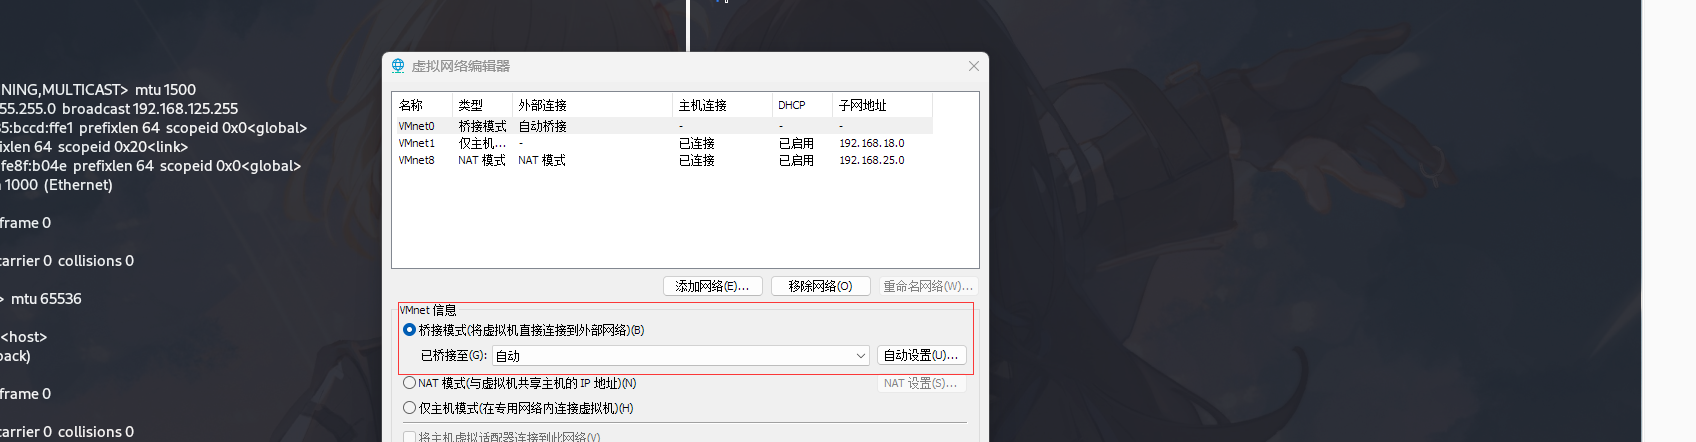 虚拟网络编辑器
NING,MULTICAST> mtu 1500
55.255.0 broadcast 192.168.125.255
35:bccd:ffe1 prefixlen 64 scopeid 0x0<global>
ixlen 64 scopeid 0x20<link>
fe8f:b04e prefixlen 64 scopeid 0x0<global>
1000 (Ethernet)
frame 0
carrier 0 collisions 0
> mtu 65536
<host>
back)
frame 0
carrier 0 collisions 0
名称 类型 外部连接 主机连接 DHCP 子网地址
VMnet0 桥接模式 自动桥接 - - -
VMnet1 仅主机... - 已连接 已启用 192.168.18.0
VMnet8 NAT 模式 NAT 模式 已连接 已启用 192.168.25.0
添加网络(E)... 移除网络(O) 重命名网络(W)...
VMnet 信息
桥接模式(将虚拟机直接连接到外部网络)(B)
已桥接至(G): 自动 自动设置(U)...
NAT 模式(与虚拟机共享主机的 IP 地址)(N) NAT 设置(S)...
仅主机模式(在专用网络内连接虚拟机)(H)
将主机虚拟适配器连接到此网络(V)